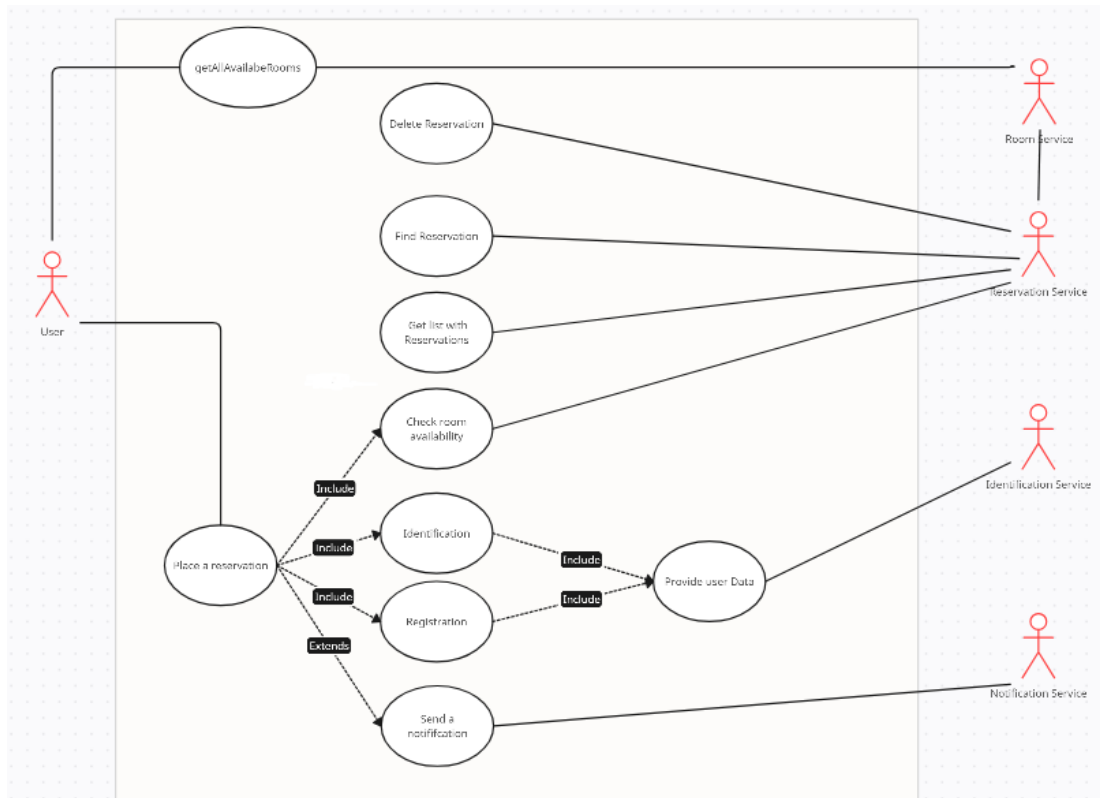 getAllAvailabeRooms
Delete Reservation
Room Service
Find Reservation
Reservation Service
User
Get list with
Reservations
Check room
availability
Include
Identification Service
Identification
Include
Include
Place a reservation
Provide user Data
Include
Include
Registration
Extends
Send a
notififcation
Notification Service